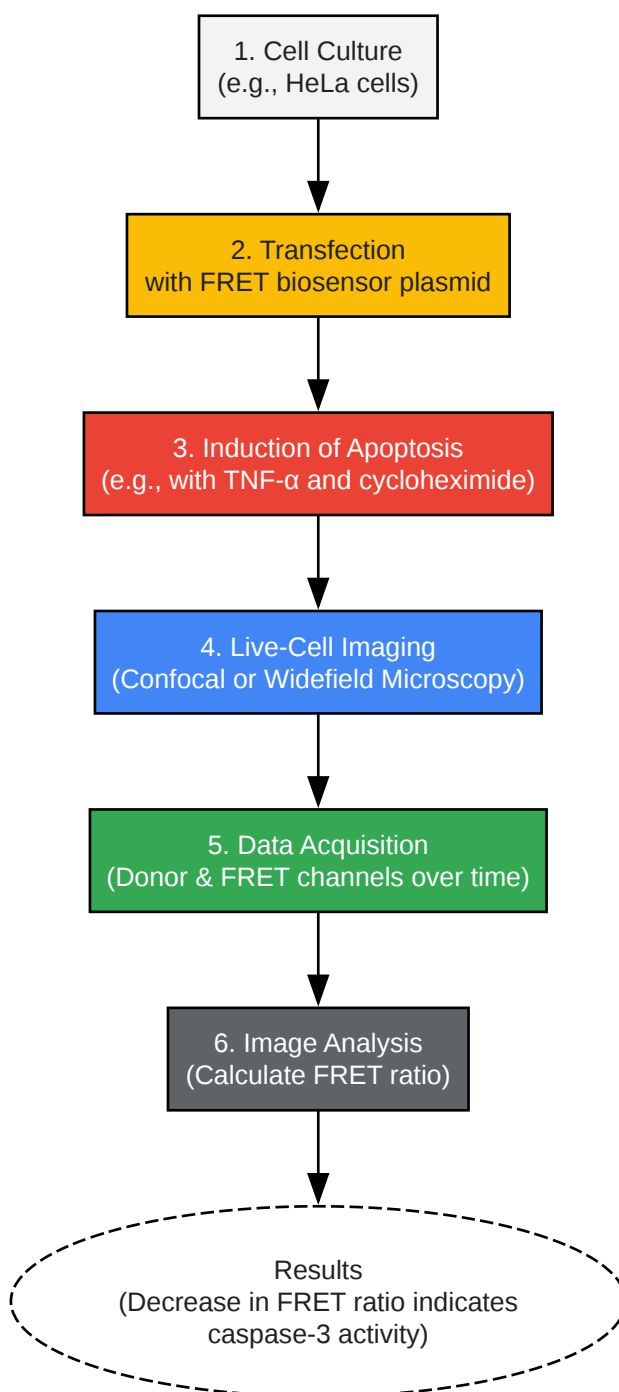 1. Cell Culture
(e.g., HeLa cells)
2. Transfection
with FRET biosensor plasmid
3. Induction of Apoptosis
(e.g., with TNF-α and cycloheximide)
4. Live-Cell Imaging
(Confocal or Widefield Microscopy)
5. Data Acquisition
(Donor & FRET channels over time)
6. Image Analysis
(Calculate FRET ratio)
Results
(Decrease in FRET ratio indicates
caspase-3 activity)